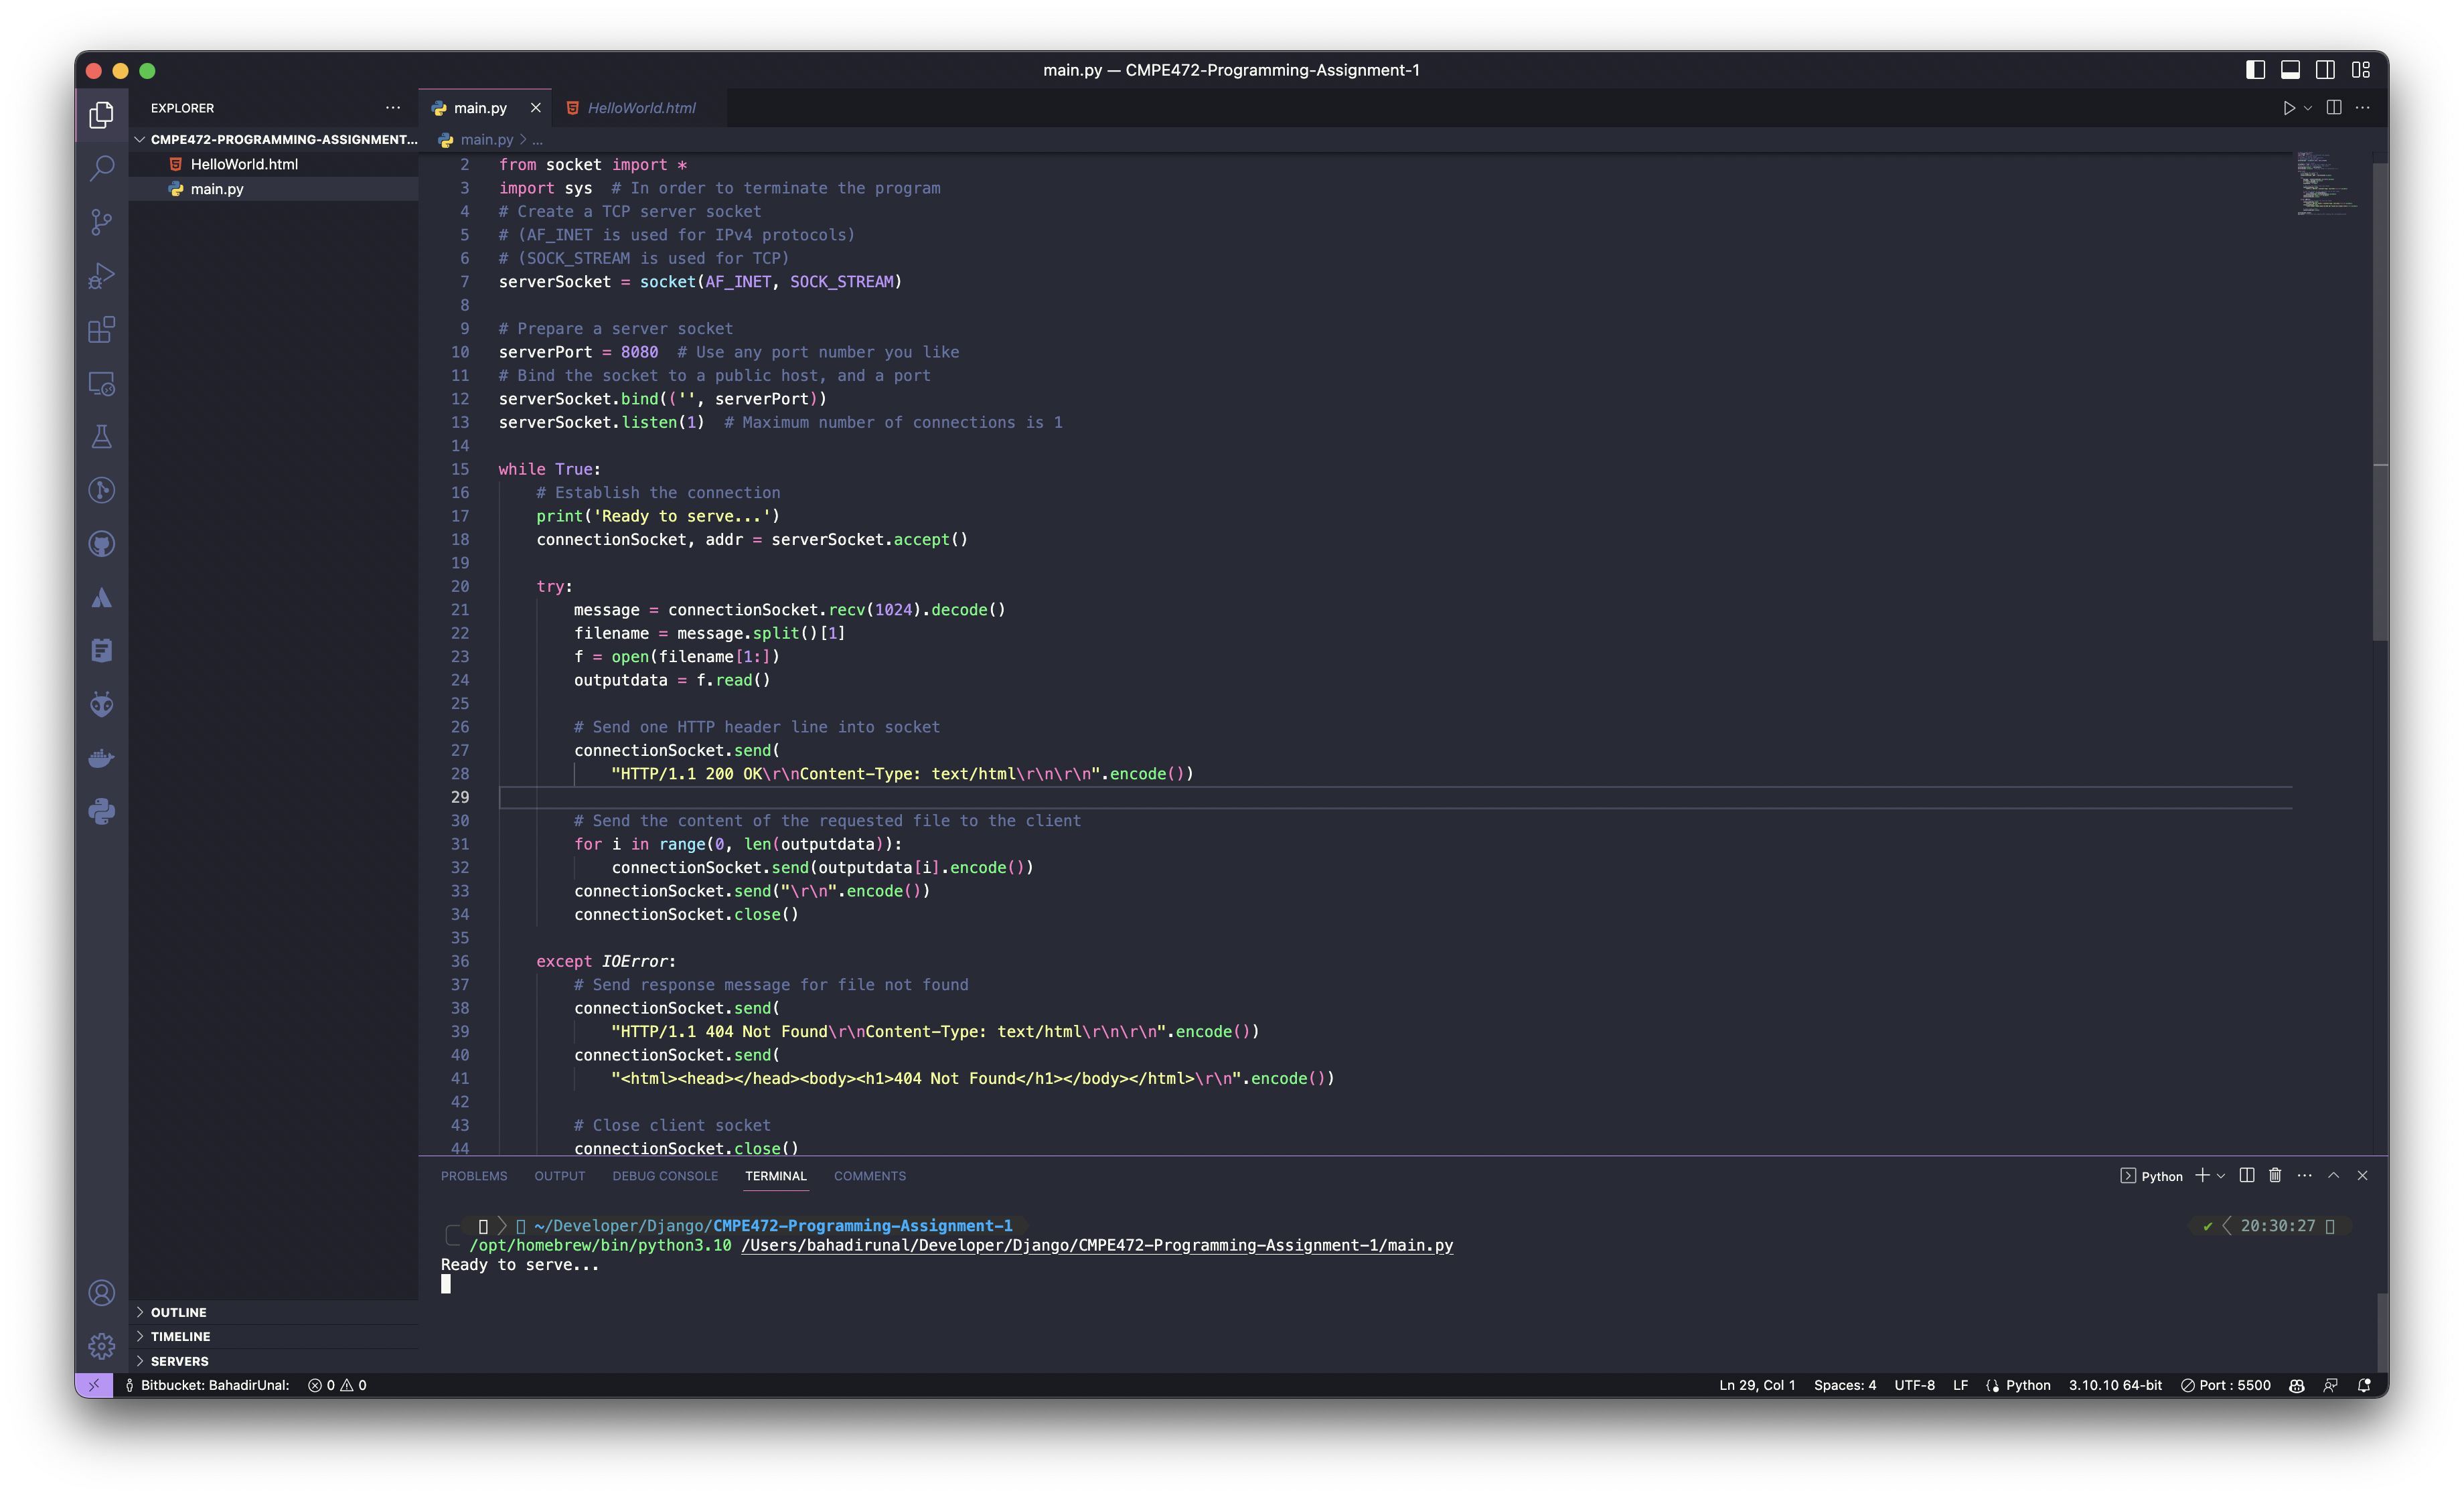 main.py — CMPE472-Programming-Assignment-1
EXPLORER
CMPE472-PROGRAMMING-ASSIGNMENT...
HelloWorld.html
main.py
OUTLINE
TIMELINE
SERVERS
main.py
HelloWorld.html
main.py > ...
2 from socket import *
3 import sys  # In order to terminate the program
4 # Create a TCP server socket
5 # (AF_INET is used for IPv4 protocols)
6 # (SOCK_STREAM is used for TCP)
7 serverSocket = socket(AF_INET, SOCK_STREAM)
8
9 # Prepare a server socket
10 serverPort = 8080  # Use any port number you like
11 # Bind the socket to a public host, and a port
12 serverSocket.bind(('', serverPort))
13 serverSocket.listen(1)  # Maximum number of connections is 1
14
15 while True:
16     # Establish the connection
17     print('Ready to serve...')
18     connectionSocket, addr = serverSocket.accept()
19
20     try:
21         message = connectionSocket.recv(1024).decode()
22         filename = message.split()[1]
23         f = open(filename[1:])
24         outputdata = f.read()
25
26         # Send one HTTP header line into socket
27         connectionSocket.send(
28             "HTTP/1.1 200 OK\r\nContent-Type: text/html\r\n\r\n".encode())
29
30         # Send the content of the requested file to the client
31         for i in range(0, len(outputdata)):
32             connectionSocket.send(outputdata[i].encode())
33         connectionSocket.send("\r\n".encode())
34         connectionSocket.close()
35
36     except IOError:
37         # Send response message for file not found
38         connectionSocket.send(
39             "HTTP/1.1 404 Not Found\r\nContent-Type: text/html\r\n\r\n".encode())
40         connectionSocket.send(
41             "<html><head></head><body><h1>404 Not Found</h1></body></html>\r\n".encode())
42
43         # Close client socket
44         connectionSocket.close()
PROBLEMS OUTPUT DEBUG CONSOLE TERMINAL COMMENTS
Python
~/Developer/Django/CMPE472-Programming-Assignment-1 ✔ 20:30:27
/opt/homebrew/bin/python3.10 /Users/bahadirunal/Developer/Django/CMPE472-Programming-Assignment-1/main.py
Ready to serve...
Bitbucket: BahadirUnal: 0 0 Ln 29, Col 1 Spaces: 4 UTF-8 LF Python 3.10.10 64-bit Port : 5500